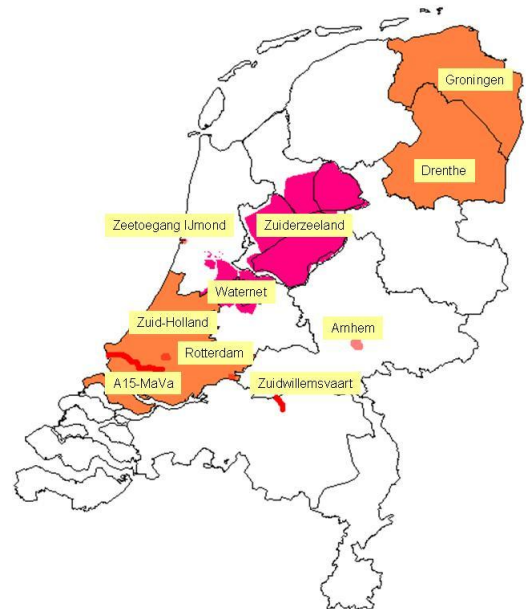 Groningen
Drenthe
Zeetoegang IJmond
Zuiderzeeland
Waternet
Zuid-Holland
Arnhem
Rotterdam
A15-MaVa
Zuidwillemsvaart